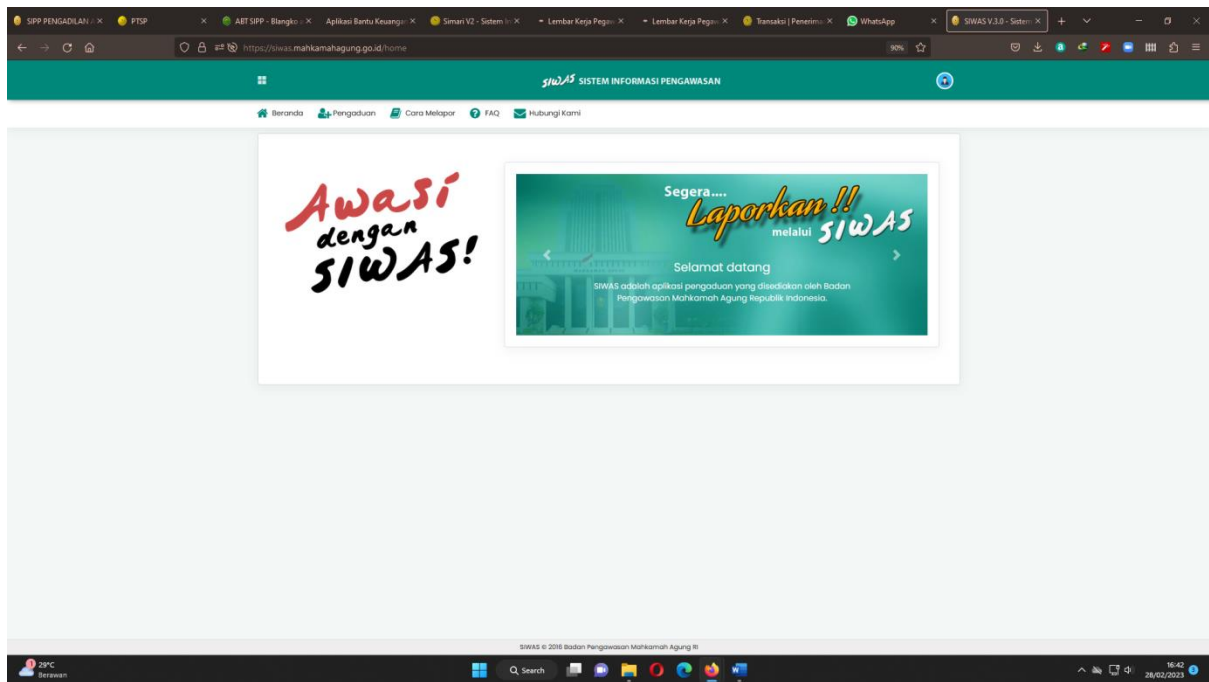 SIPP PENGADILAN
PTSP
ABT SIPP - Blangko
Aplikasi Bantu Keuangan
Simari V2 - Sistem
Lembar Kerja Pegaw
Lembar Kerja Pegaw
Transaksi | Penerima
WhatsApp
SIWAS V.3.0 - Sistem
https://siwas.mahkamahagung.go.id/home
90%
SIWAS SISTEM INFORMASI PENGAWASAN
Beranda
Pengaduan
Cara Melapor
FAQ
Hubungi Kami
Awasi
dengan
SIWAS!
Segera....
Laporkan !!
melalui SIWAS
Selamat datang
SIWAS adalah aplikasi pengaduan yang disediakan oleh Badan
Pengawasan Mahkamah Agung Republik Indonesia.
SIWAS © 2016 Badan Pengawasan Mahkamah Agung RI
1
29°C
Berawan
Search
16:42
28/02/2023